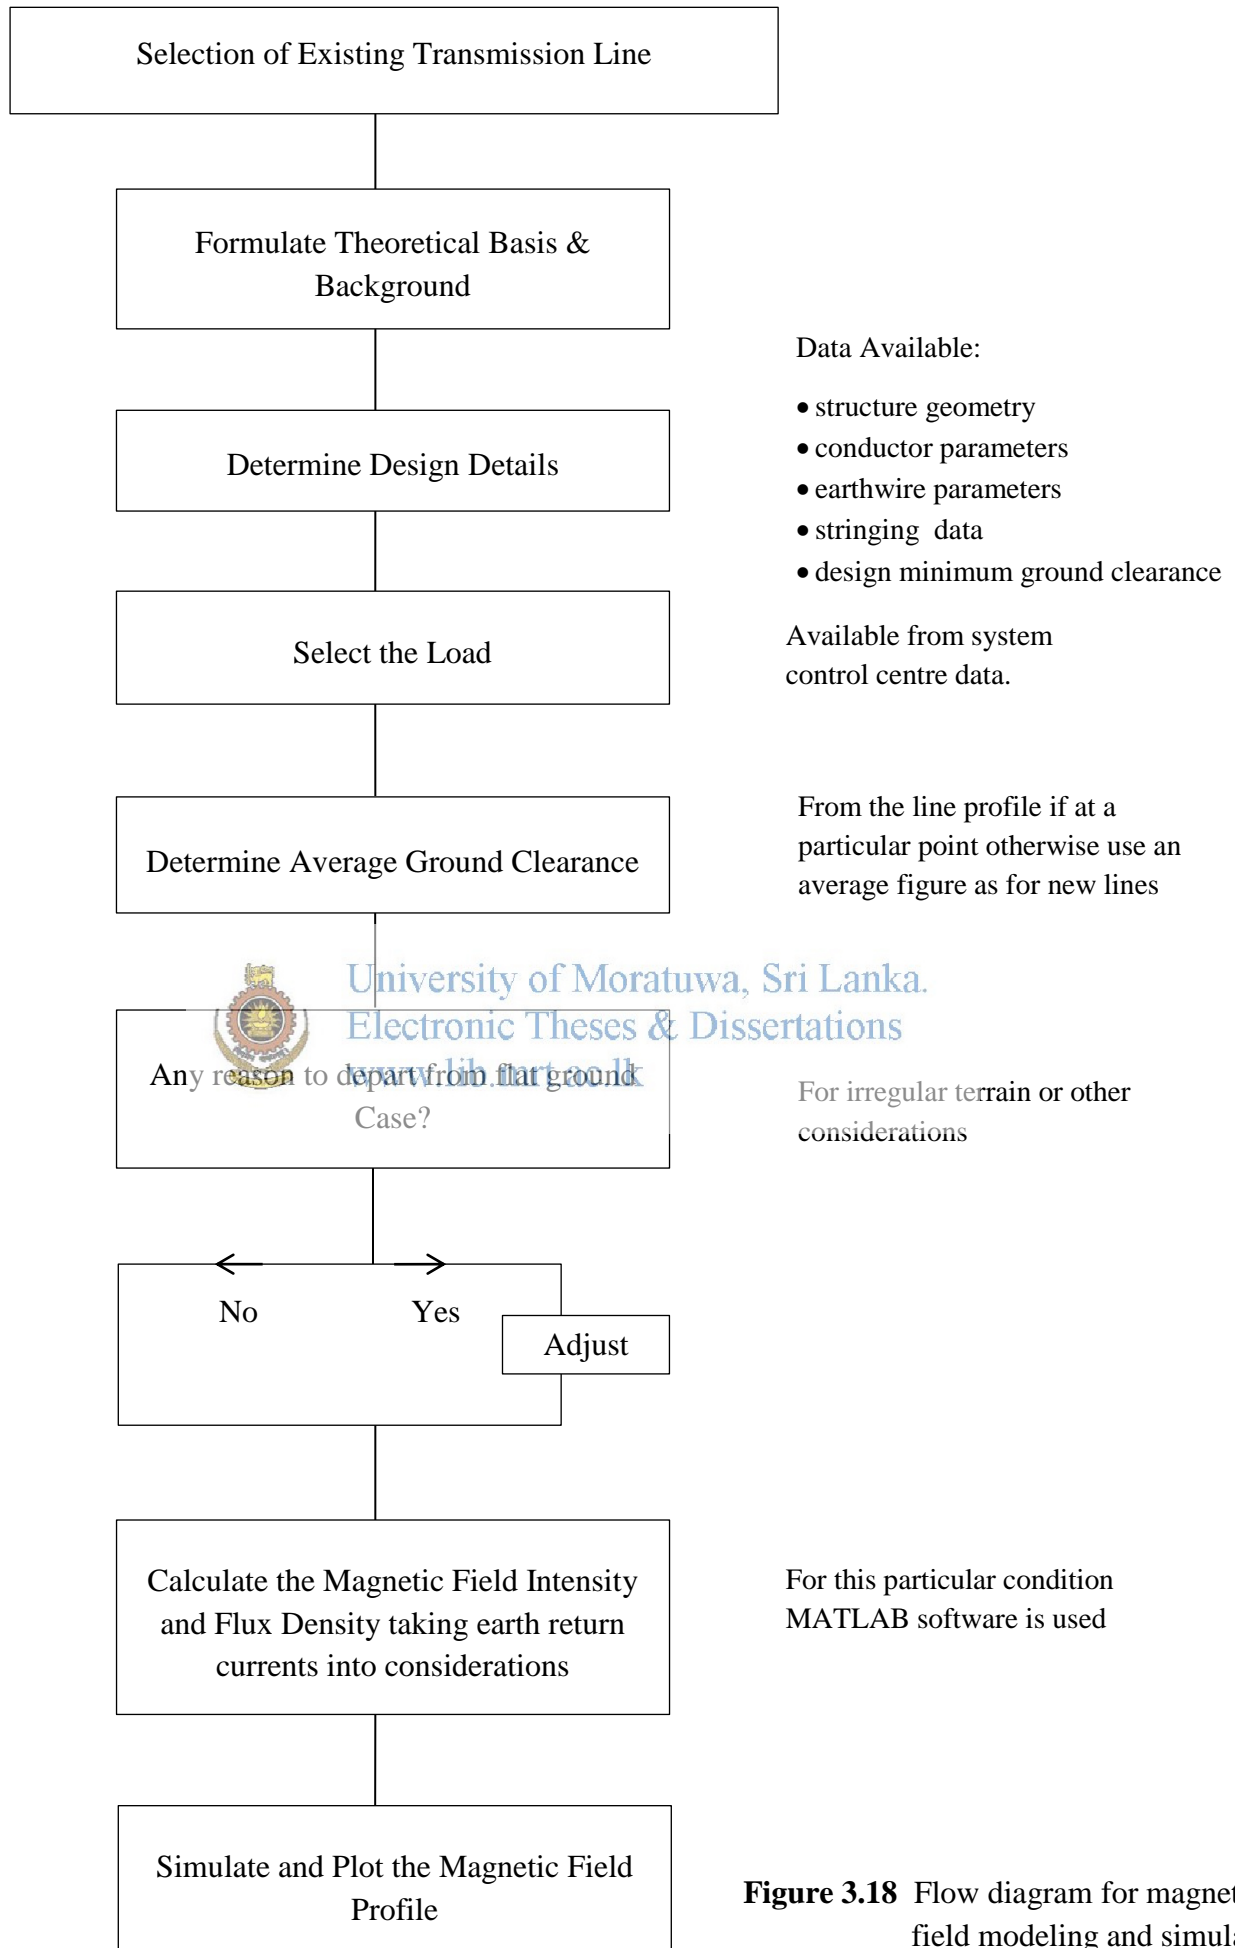 Selection of Existing Transmission Line
Formulate Theoretical Basis &
Background
Data Available:
• structure geometry
• conductor parameters
• earthwire parameters
• stringing data
• design minimum ground clearance
Determine Design Details
Select the Load
Available from system
control centre data.
Determine Average Ground Clearance
From the line profile if at a
particular point otherwise use an
average figure as for new lines
University of Moratuwa, Sri Lanka.
Electronic Theses & Dissertations
www.lib.mrt.ac.lk
Any reason to depart from flat ground
Case?
For irregular terrain or other
considerations
No
Yes
Adjust
Calculate the Magnetic Field Intensity
and Flux Density taking earth return
currents into considerations
For this particular condition
MATLAB software is used
Simulate and Plot the Magnetic Field
Profile
Figure 3.18 Flow diagram for magnet
field modeling and simula